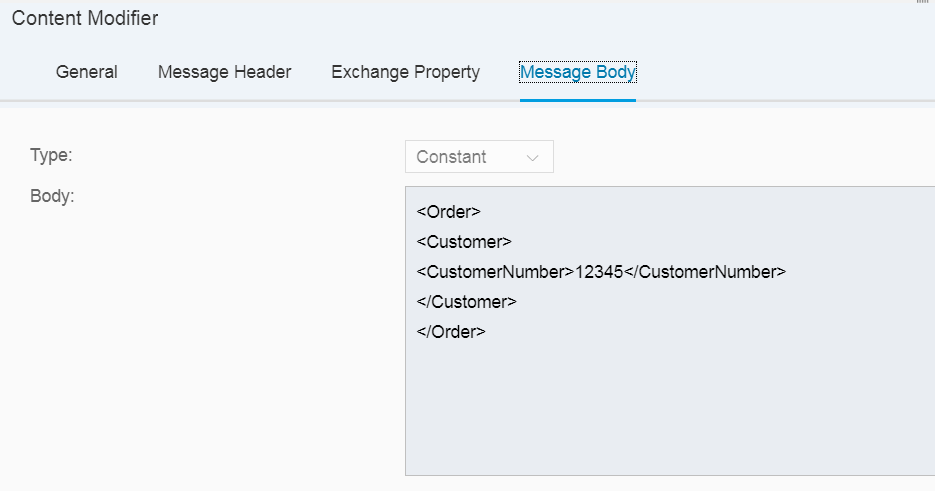 Content Modifier
General Message Header Exchange Property Message Body
Type: Constant
Body:
<Order>
<Customer>
<CustomerNumber>12345</CustomerNumber>
</Customer>
</Order>